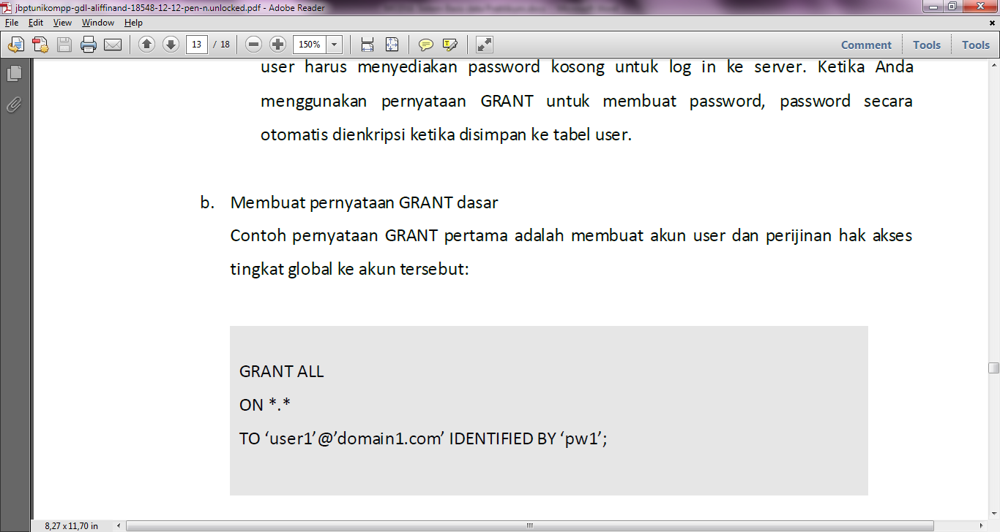 jbptunikompp-gdl-aliffinand-18548-12-12-pen-n.unlocked.pdf - Adobe Reader
File Edit View Window Help
13 / 18 150% Comment Tools Tools
user harus menyediakan password kosong untuk log in ke server. Ketika Anda
menggunakan pernyataan GRANT untuk membuat password, password secara
otomatis dienkripsi ketika disimpan ke tabel user.
b. Membuat pernyataan GRANT dasar
Contoh pernyataan GRANT pertama adalah membuat akun user dan perijinan hak akses
tingkat global ke akun tersebut:
GRANT ALL
ON *.*
TO ‘user1’@’domain1.com’ IDENTIFIED BY ‘pw1’;
8,27 x 11,70 in